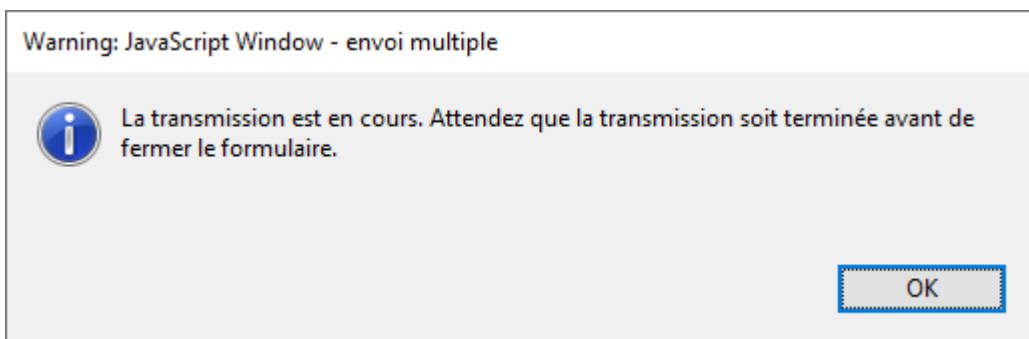 Warning: JavaScript Window - envoi multiple
La transmission est en cours. Attendez que la transmission soit terminée avant de
fermer le formulaire.
OK